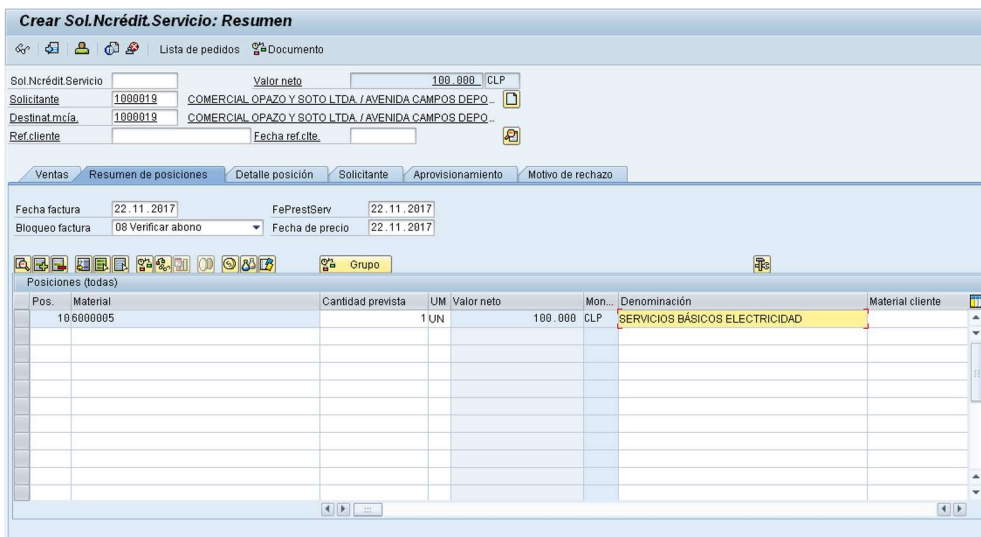 Crear Sol.Ncrédit.Servicio: Resumen
Lista de pedidos Documento
Sol.Ncrédit.Servicio Valor neto 100.000 CLP
Solicitante 1000019 COMERCIAL OPAZO Y SOTO LTDA. / AVENIDA CAMPOS DEPO...
Destinat.mcía. 1000019 COMERCIAL OPAZO Y SOTO LTDA. / AVENIDA CAMPOS DEPO...
Ref.cliente Fecha ref.clte.
Ventas Resumen de posiciones Detalle posición Solicitante Aprovisionamiento Motivo de rechazo
Fecha factura 22.11.2017 FePrestServ 22.11.2017
Bloqueo factura 08 Verificar abono Fecha de precio 22.11.2017
Grupo
Posiciones (todas)
Pos. Material Cantidad prevista UM Valor neto Mon... Denominación Material cliente
10 6000005 1 UN 100.000 CLP SERVICIOS BÁSICOS ELECTRICIDAD